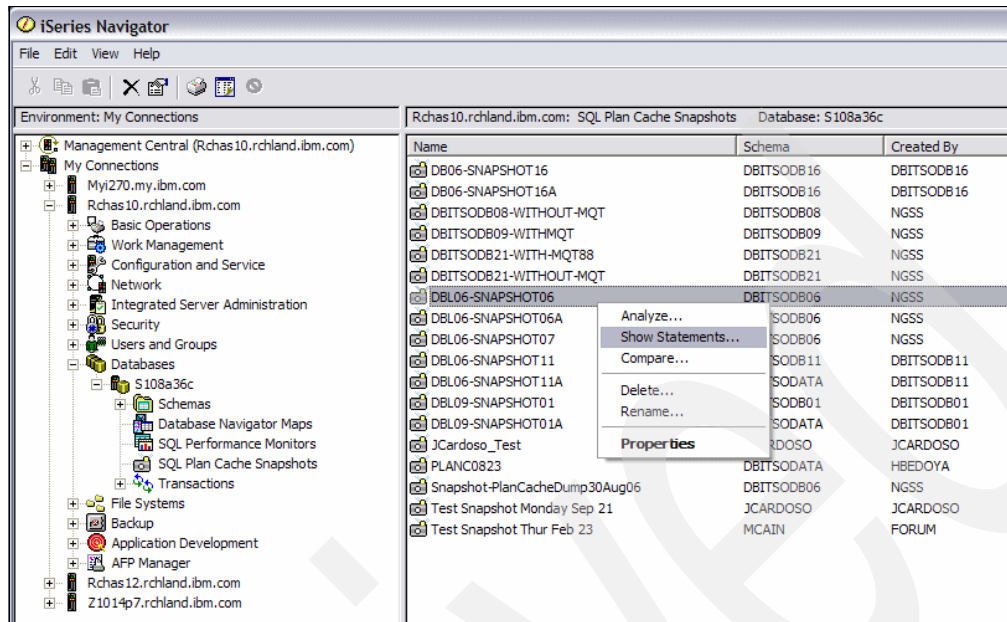 iSeries Navigator
File Edit View Help
Environment: My Connections
Rchas10.rchland.ibm.com: SQL Plan Cache Snapshots Database: S108a36c
Management Central (Rchas10.rchland.ibm.com)
My Connections
Myi270.my.ibm.com
Rchas10.rchland.ibm.com
Basic Operations
Work Management
Configuration and Service
Network
Integrated Server Administration
Security
Users and Groups
Databases
S108a36c
Schemas
Database Navigator Maps
SQL Performance Monitors
SQL Plan Cache Snapshots
Transactions
File Systems
Backup
Application Development
AFP Manager
Rchas12.rchland.ibm.com
Z1014p7.rchland.ibm.com
Name Schema Created By
DB06-SNAPSHOT16 DBITSODB16 DBITSODB16
DB06-SNAPSHOT16A DBITSODB16 DBITSODB16
DBITSODB08-WITHOUT-MQT DBITSODB08 NGSS
DBITSODB09-WITHMQT DBITSODB09 NGSS
DBITSODB21-WITH-MQT88 DBITSODB21 NGSS
DBITSODB21-WITHOUT-MQT DBITSODB21 NGSS
DBL06-SNAPSHOT06 DBITSODB06 NGSS
DBL06-SNAPSHOT06A SODB06 NGSS
DBL06-SNAPSHOT07 SODB06 NGSS
DBL06-SNAPSHOT11 SODB11 DBITSODB11
DBL06-SNAPSHOT11A SODATA DBITSODB11
DBL09-SNAPSHOT01 SODB01 DBITSODB01
DBL09-SNAPSHOT01A SODATA DBITSODB01
JCardoso_Test RDOSO JCARDOSO
PLANC0823 DBITSODATA HBEDOYA
Snapshot-PlanCacheDump30Aug06 DBITSODB06 NGSS
Test Snapshot Monday Sep 21 JCARDOSO JCARDOSO
Test Snapshot Thur Feb 23 MCAIN FORUM
Analyze...
Show Statements...
Compare...
Delete...
Rename...
Properties